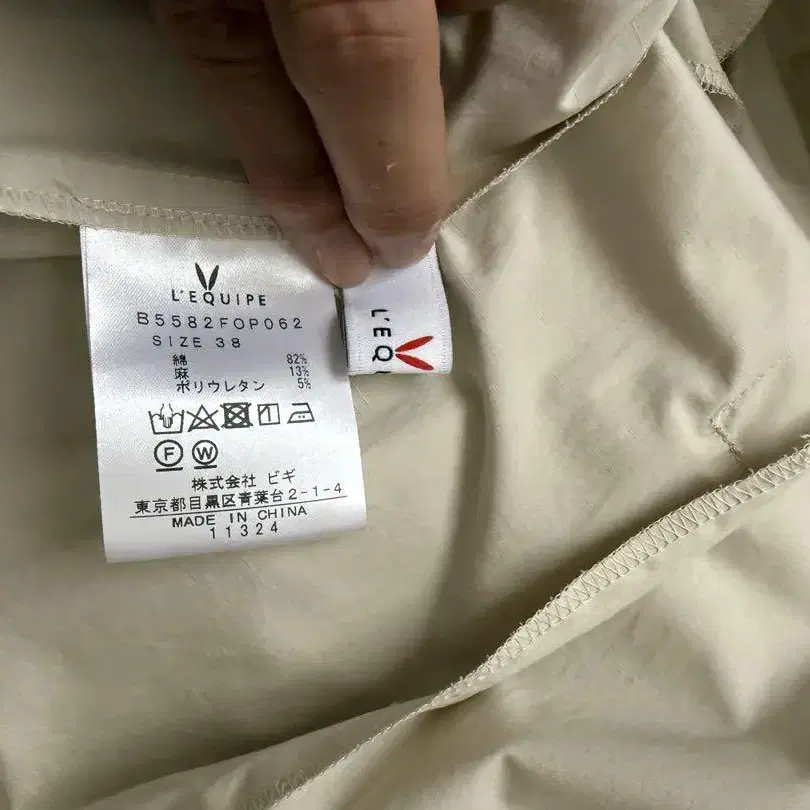 L'EQUIPE
B5582FOP062
SIZE 38
綿 82%
麻 13%
ポリウレタン 5%
F W
株式会社 ビギ
東京都目黒区青葉台2-1-4
MADE IN CHINA
11324
L'EQ